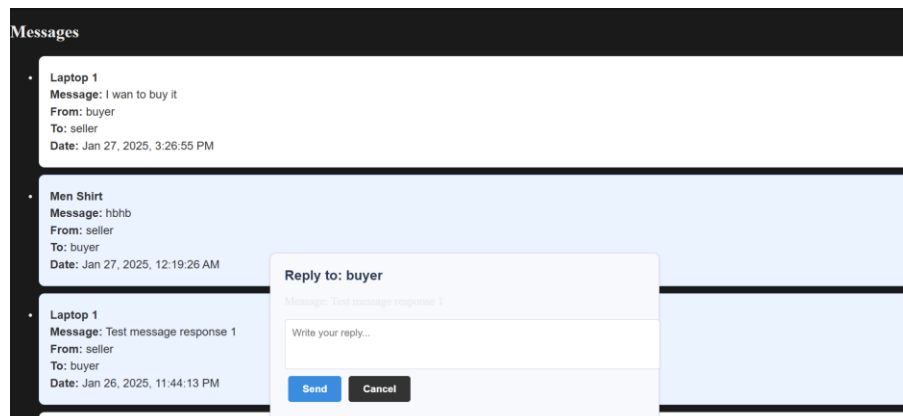 Messages
Laptop 1
Message: I wan to buy it
From: buyer
To: seller
Date: Jan 27, 2025, 3:26:55 PM
Men Shirt
Message: hbhb
From: seller
To: buyer
Date: Jan 27, 2025, 12:19:26 AM
Laptop 1
Message: Test message response 1
From: seller
To: buyer
Date: Jan 26, 2025, 11:44:13 PM
Reply to: buyer
Message: Test message response 1
Write your reply...
Send
Cancel